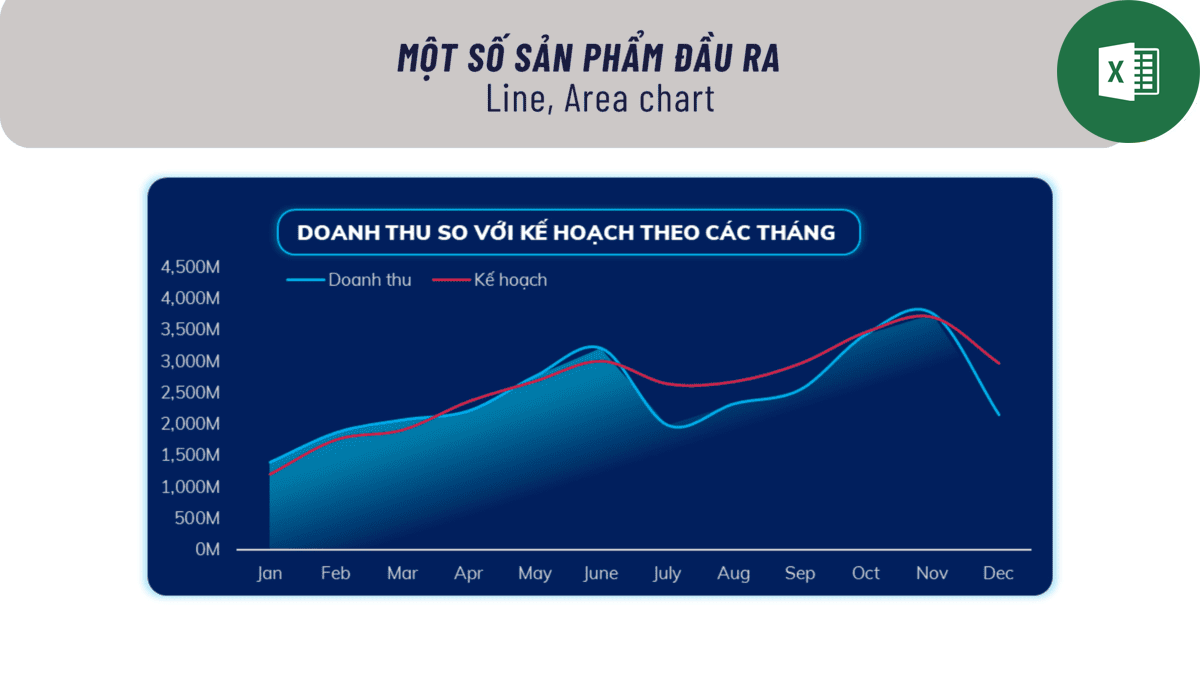 MỘT SỐ SẢN PHẨM ĐẦU RA
Line, Area chart
X
DOANH THU SO VỚI KẾ HOẠCH THEO CÁC THÁNG
Doanh thu Kế hoạch
4,500M
4,000M
3,500M
3,000M
2,500M
2,000M
1,500M
1,000M
500M
0M
Jan Feb Mar Apr May June July Aug Sep Oct Nov Dec